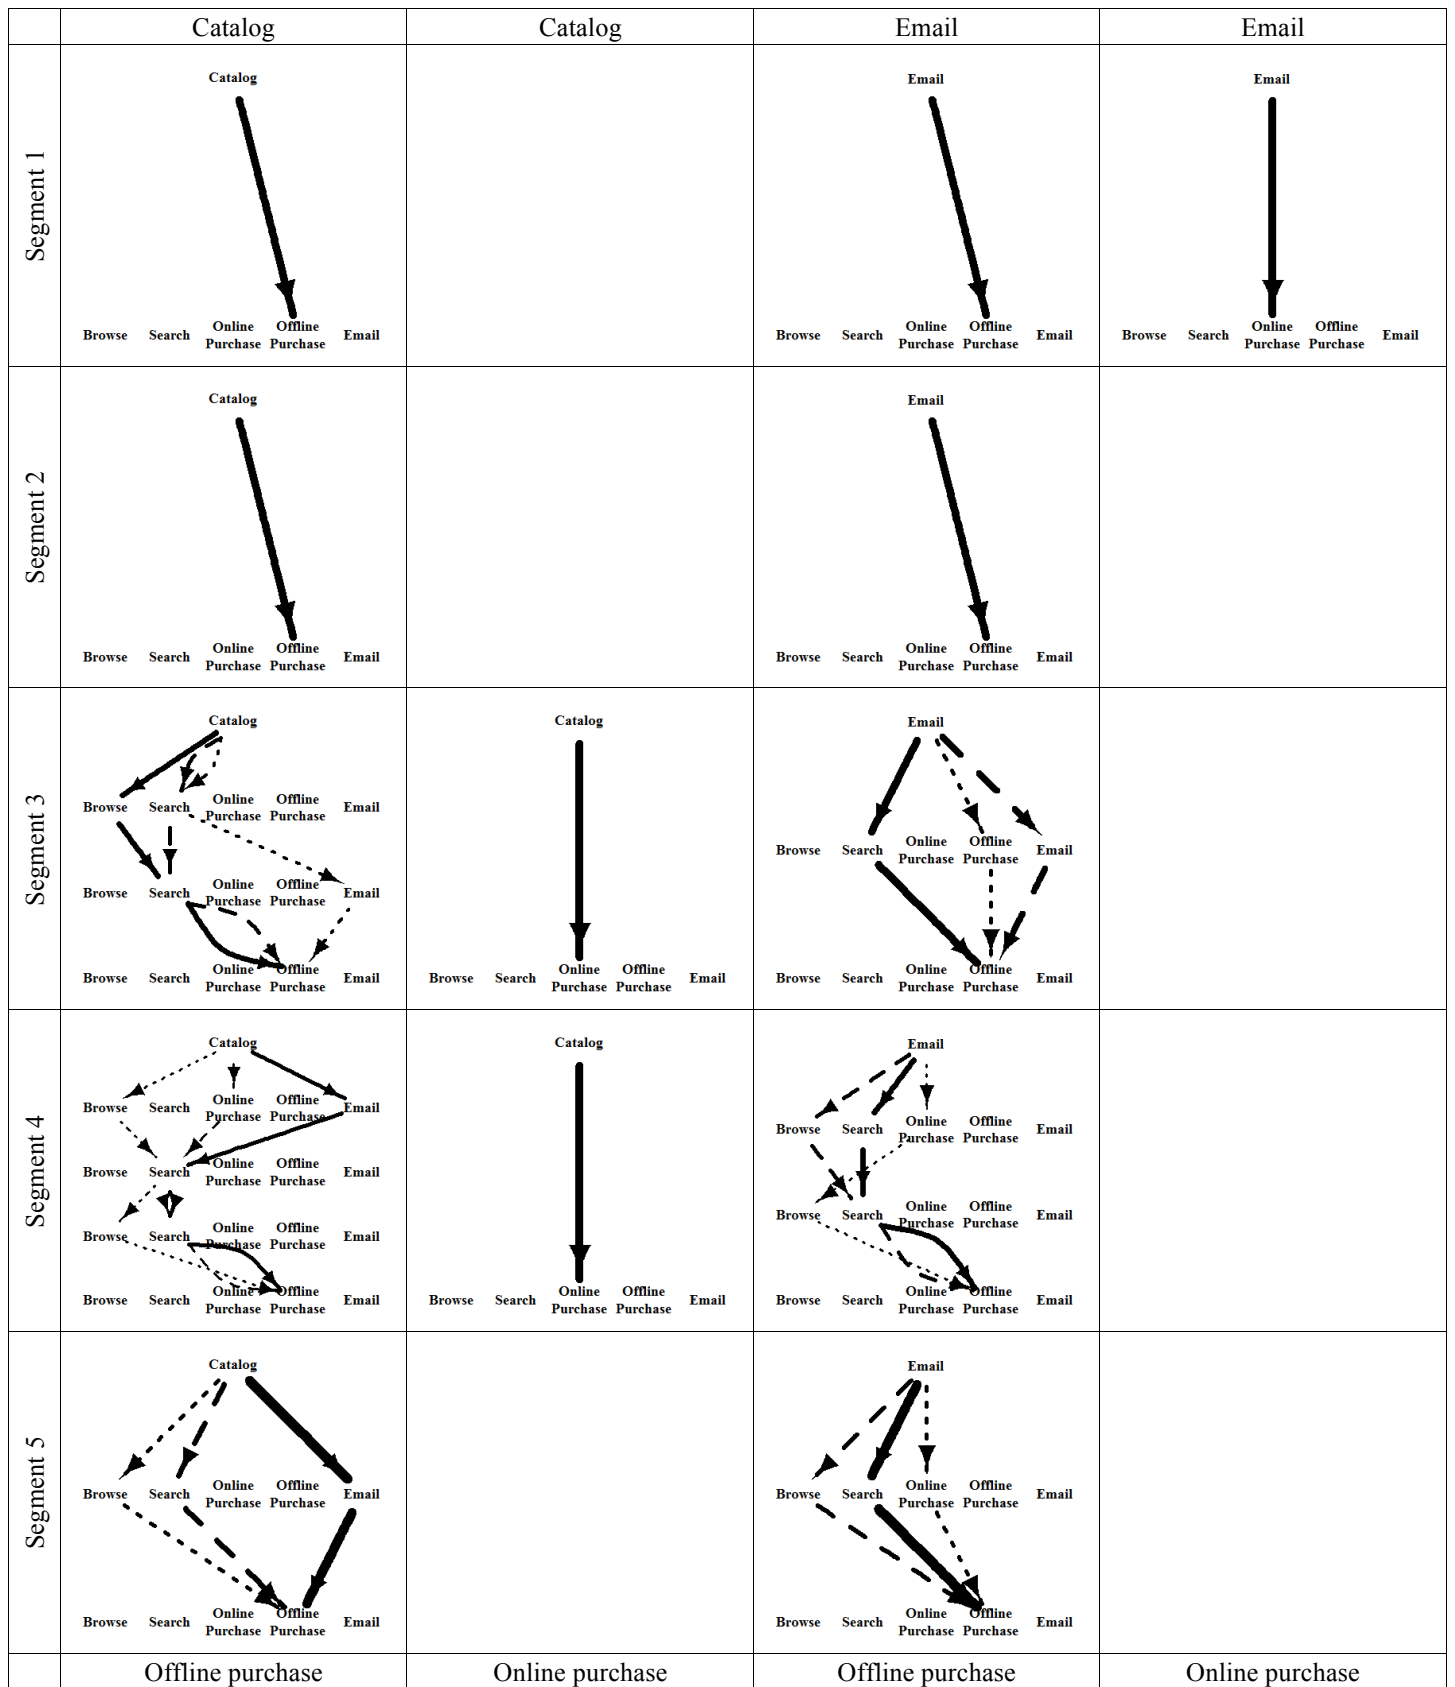 Catalog Catalog Email Email
Segment 1
Catalog
Browse Search Online Purchase Offline Purchase Email
Email
Browse Search Online Purchase Offline Purchase Email
Email
Browse Search Online Purchase Offline Purchase Email
Segment 2
Catalog
Browse Search Online Purchase Offline Purchase Email
Email
Browse Search Online Purchase Offline Purchase Email
Segment 3
Catalog
Browse Search Online Purchase Offline Purchase Email
Browse Search Online Purchase Offline Purchase Email
Browse Search Online Purchase Offline Purchase Email
Catalog
Browse Search Online Purchase Offline Purchase Email
Email
Browse Search Online Purchase Offline Purchase Email
Browse Search Online Purchase Offline Purchase Email
Segment 4
Catalog
Browse Search Online Purchase Offline Purchase Email
Browse Search Online Purchase Offline Purchase Email
Browse Search Online Purchase Offline Purchase Email
Browse Search Online Purchase Offline Purchase Email
Catalog
Browse Search Online Purchase Offline Purchase Email
Email
Browse Search Online Purchase Offline Purchase Email
Browse Search Online Purchase Offline Purchase Email
Browse Search Online Purchase Offline Purchase Email
Segment 5
Catalog
Browse Search Online Purchase Offline Purchase Email
Browse Search Online Purchase Offline Purchase Email
Email
Browse Search Online Purchase Offline Purchase Email
Browse Search Online Purchase Offline Purchase Email
Offline purchase Online purchase Offline purchase Online purchase